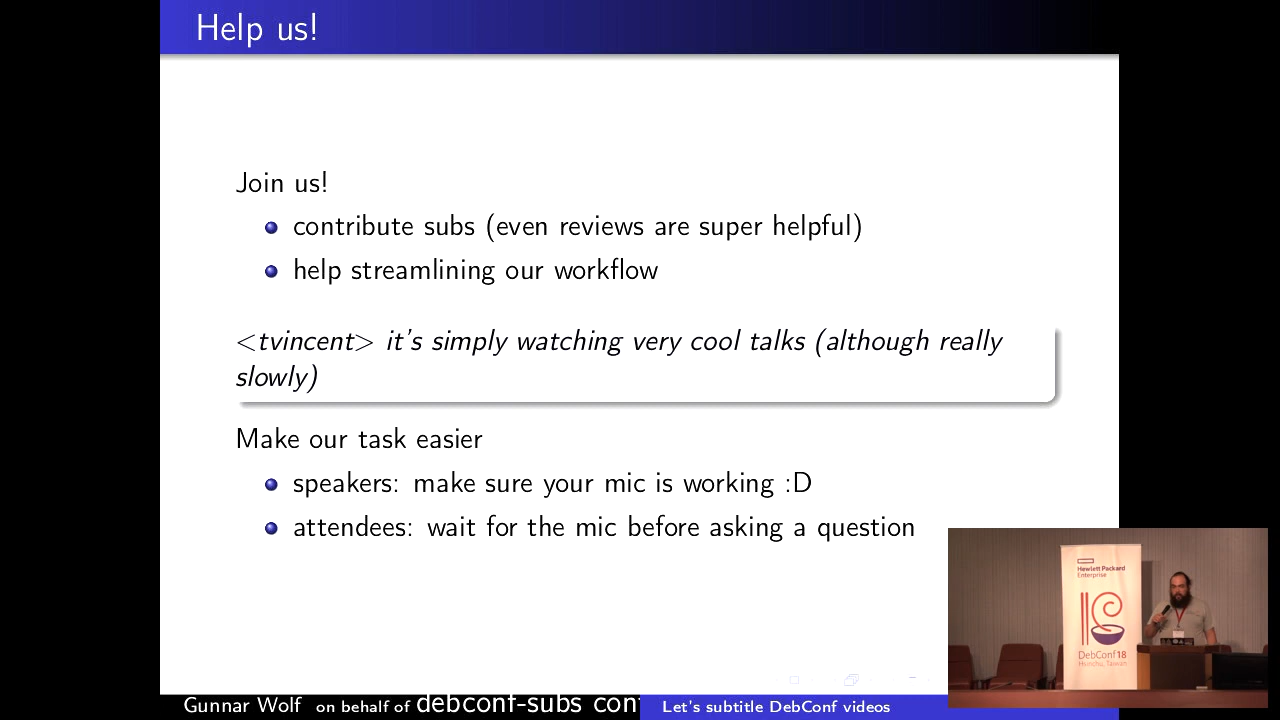 Help us!
Join us!
contribute subs (even reviews are super helpful)
help streamlining our workflow
<tvincent> it's simply watching very cool talks (although really
slowly)
Make our task easier
speakers: make sure your mic is working :D
attendees: wait for the mic before asking a question
Hewlett Packard
Enterprise
DebConf18
Hsinchu, Taiwan
Gunnar Wolf on behalf of debconf-subs con
Let's subtitle DebConf videos